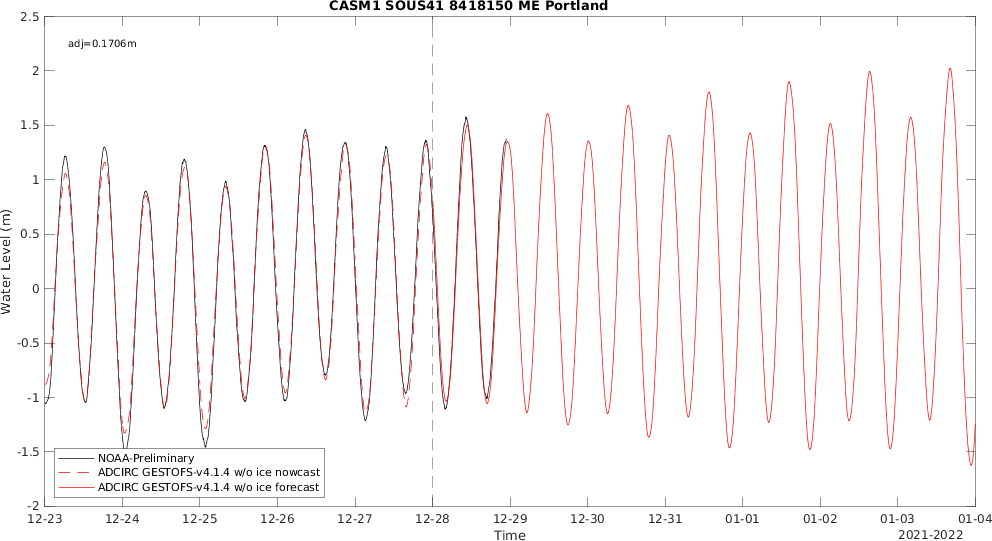 CASM1 SOUS41 8418150 ME Portland
2.5
adj=0.1706m
2
1.5
1
0.5
0
-0.5
-1
-1.5
-2
Water Level (m)
NOAA-Preliminary
ADCIRC GESTOFS-v4.1.4 w/o ice nowcast
ADCIRC GESTOFS-v4.1.4 w/o ice forecast
12-23 12-24 12-25 12-26 12-27 12-28 12-29 12-30 12-31 01-01 01-02 01-03 01-04
Time
2021-2022